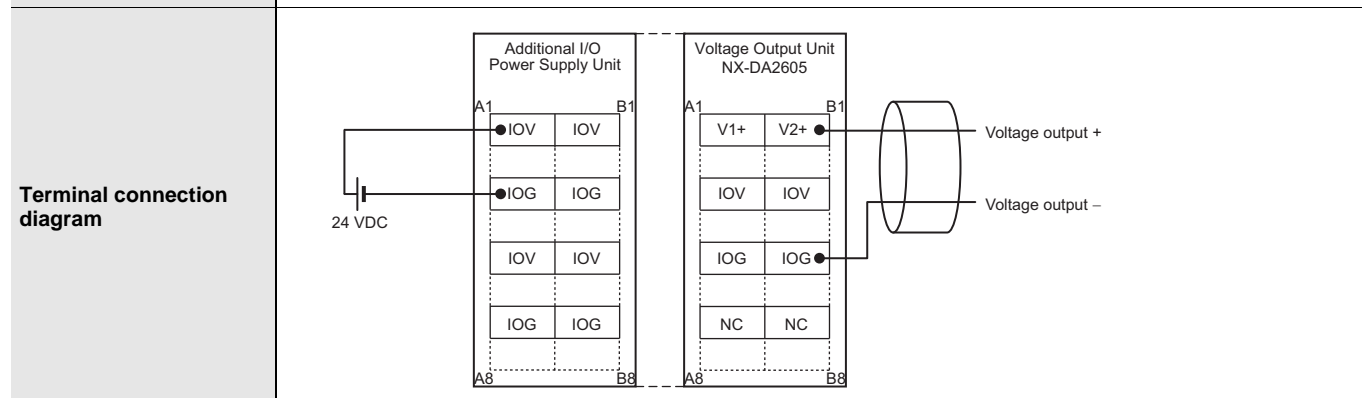 Terminal connection
diagram
Additional I/O
Power Supply Unit
A1 B1
IOV IOV
IOG IOG
IOV IOV
IOG IOG
A8 B8
24 VDC
Voltage Output Unit
NX-DA2605
A1 B1
V1+ V2+
IOV IOV
IOG IOG
NC NC
A8 B8
Voltage output +
Voltage output −